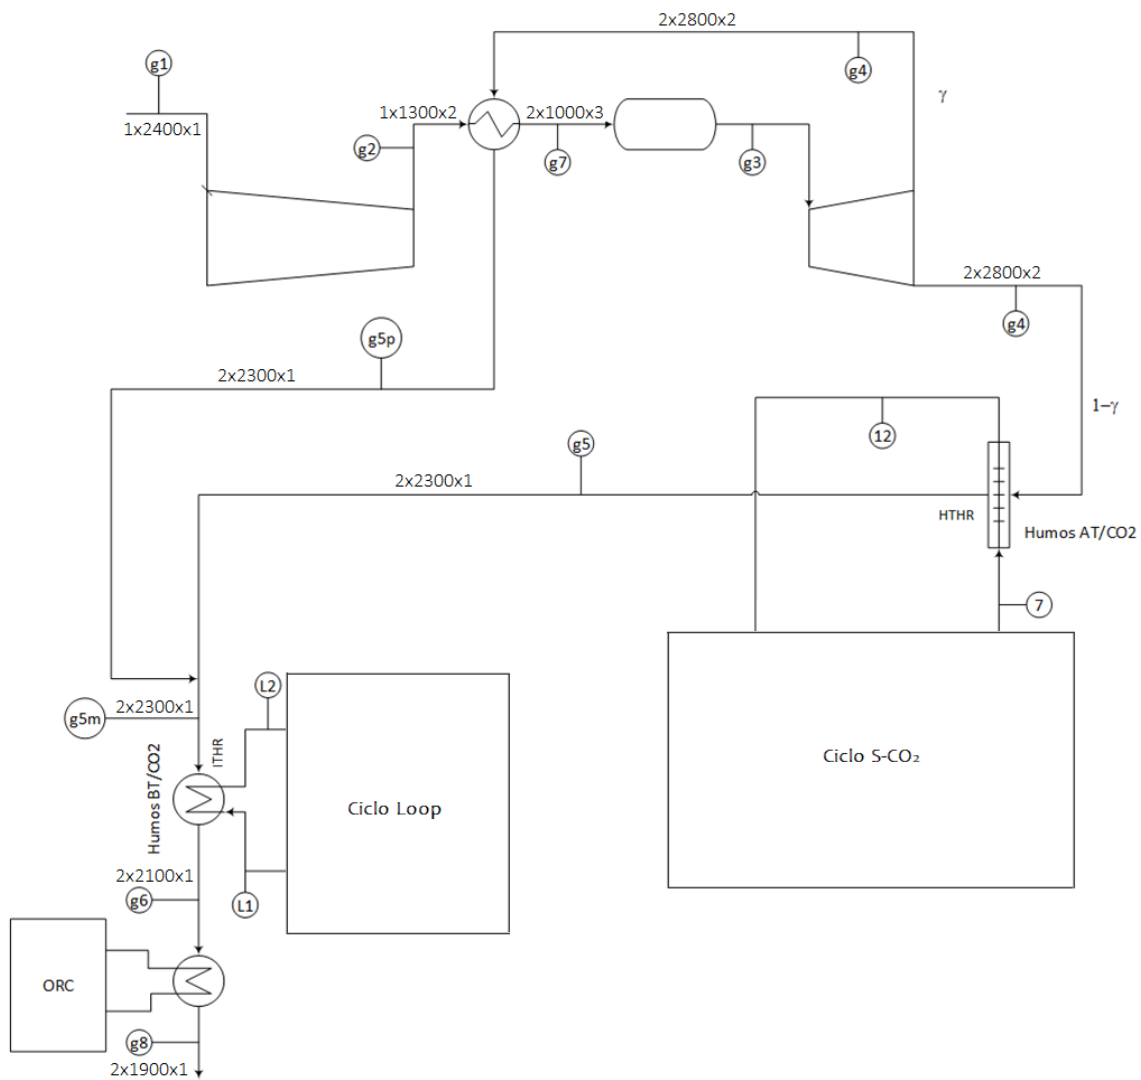 2x2800x2
g1
g4
γ
1x2400x1
1x1300x2
2x1000x3
g2
g7
g3
2x2800x2
g4
g5p
2x2300x1
1-γ
12
g5
2x2300x1
HTHR
Humos AT/CO2
7
L2
2x2300x1
g5m
ITHR
Humos BT/CO2
Ciclo S-CO₂
Ciclo Loop
2x2100x1
g6
L1
ORC
g8
2x1900x1